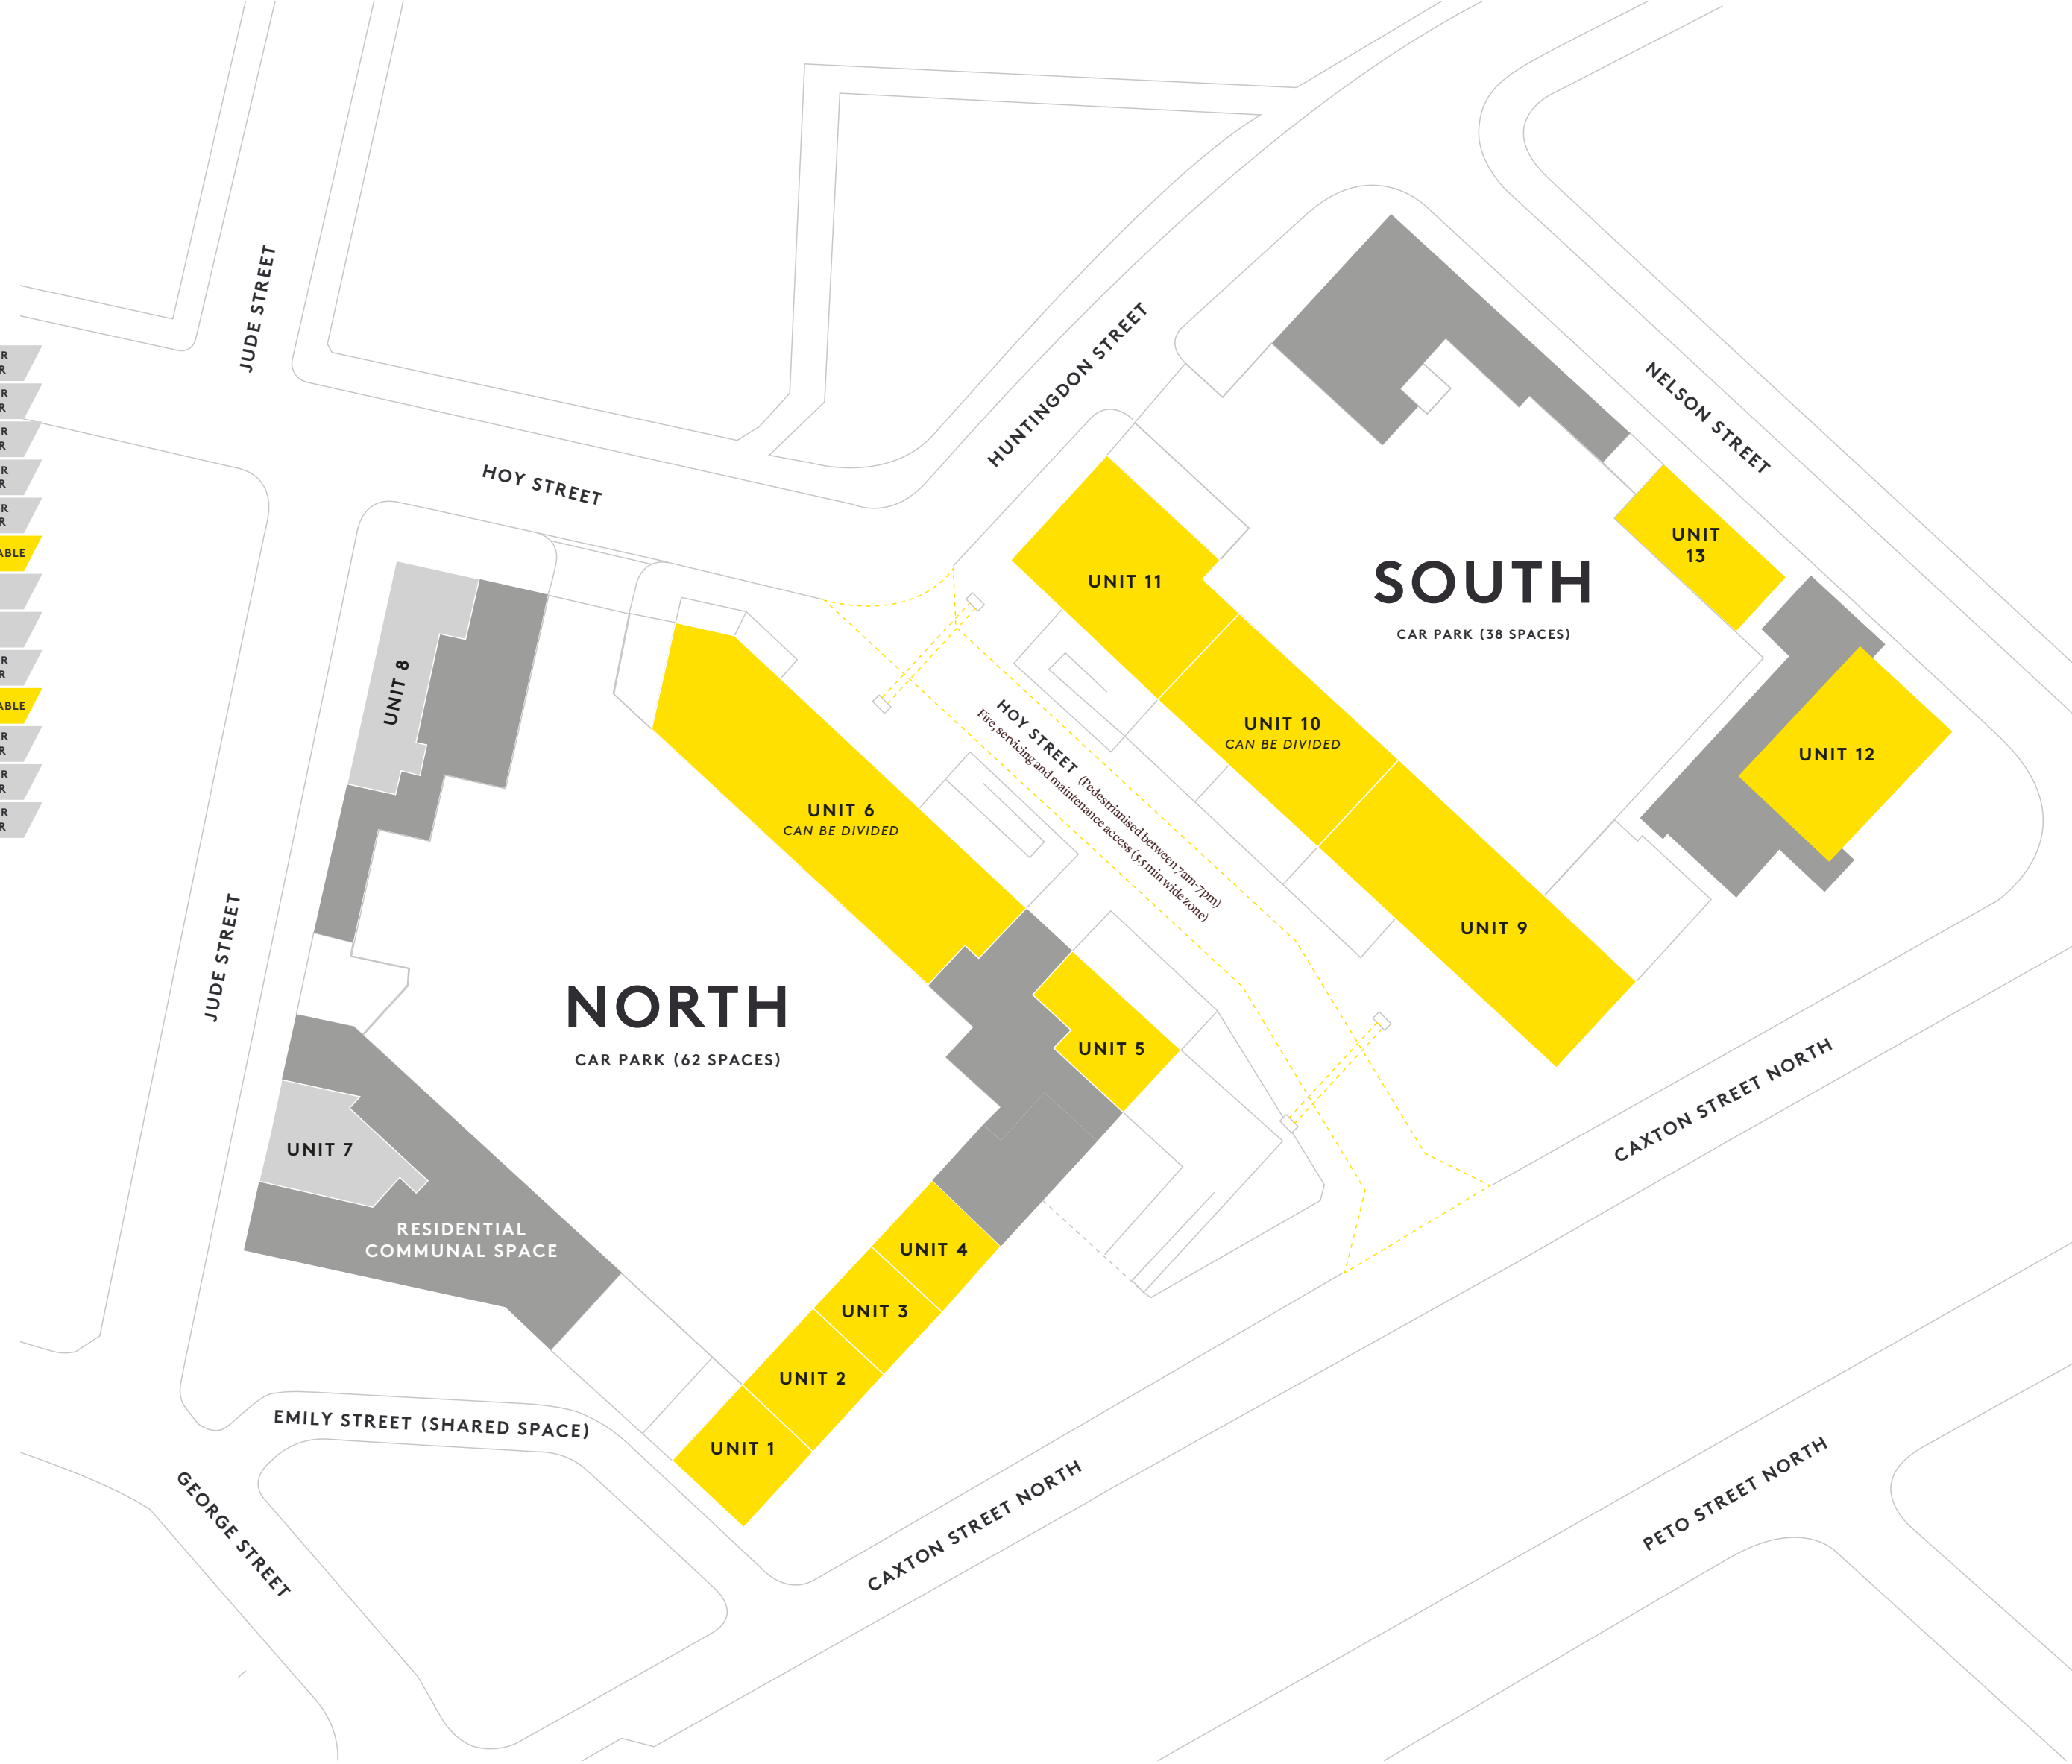 JUDE STREET
HOY STREET
HUNTINGDON STREET
NELSON STREET
R
R
R
R
R
R
R
R
R
R
ABLE
R
R
ABLE
R
R
R
R
R
R
UNIT 11
UNIT
13
SOUTH
CAR PARK (38 SPACES)
UNIT 8
UNIT 10
CAN BE DIVIDED
UNIT 12
HOY STREET (Pedestrianised between 7am-7pm)
Fire, servicing and maintenance access (5.5 min wide zone)
UNIT 6
CAN BE DIVIDED
UNIT 9
JUDE STREET
NORTH
CAR PARK (62 SPACES)
UNIT 5
CAXTON STREET NORTH
UNIT 7
RESIDENTIAL
COMMUNAL SPACE
UNIT 4
UNIT 3
UNIT 2
UNIT 1
EMILY STREET (SHARED SPACE)
GEORGE STREET
CAXTON STREET NORTH
PETO STREET NORTH